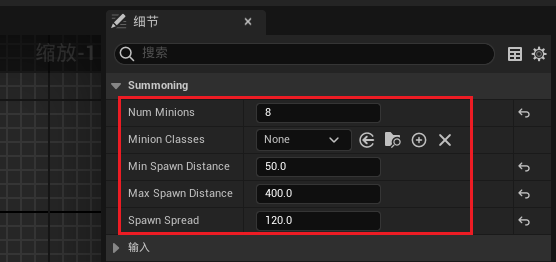 细节
缩放-1
搜索
Summoning
Num Minions 8
Minion Classes None
Min Spawn Distance 50.0
Max Spawn Distance 400.0
Spawn Spread 120.0
输入